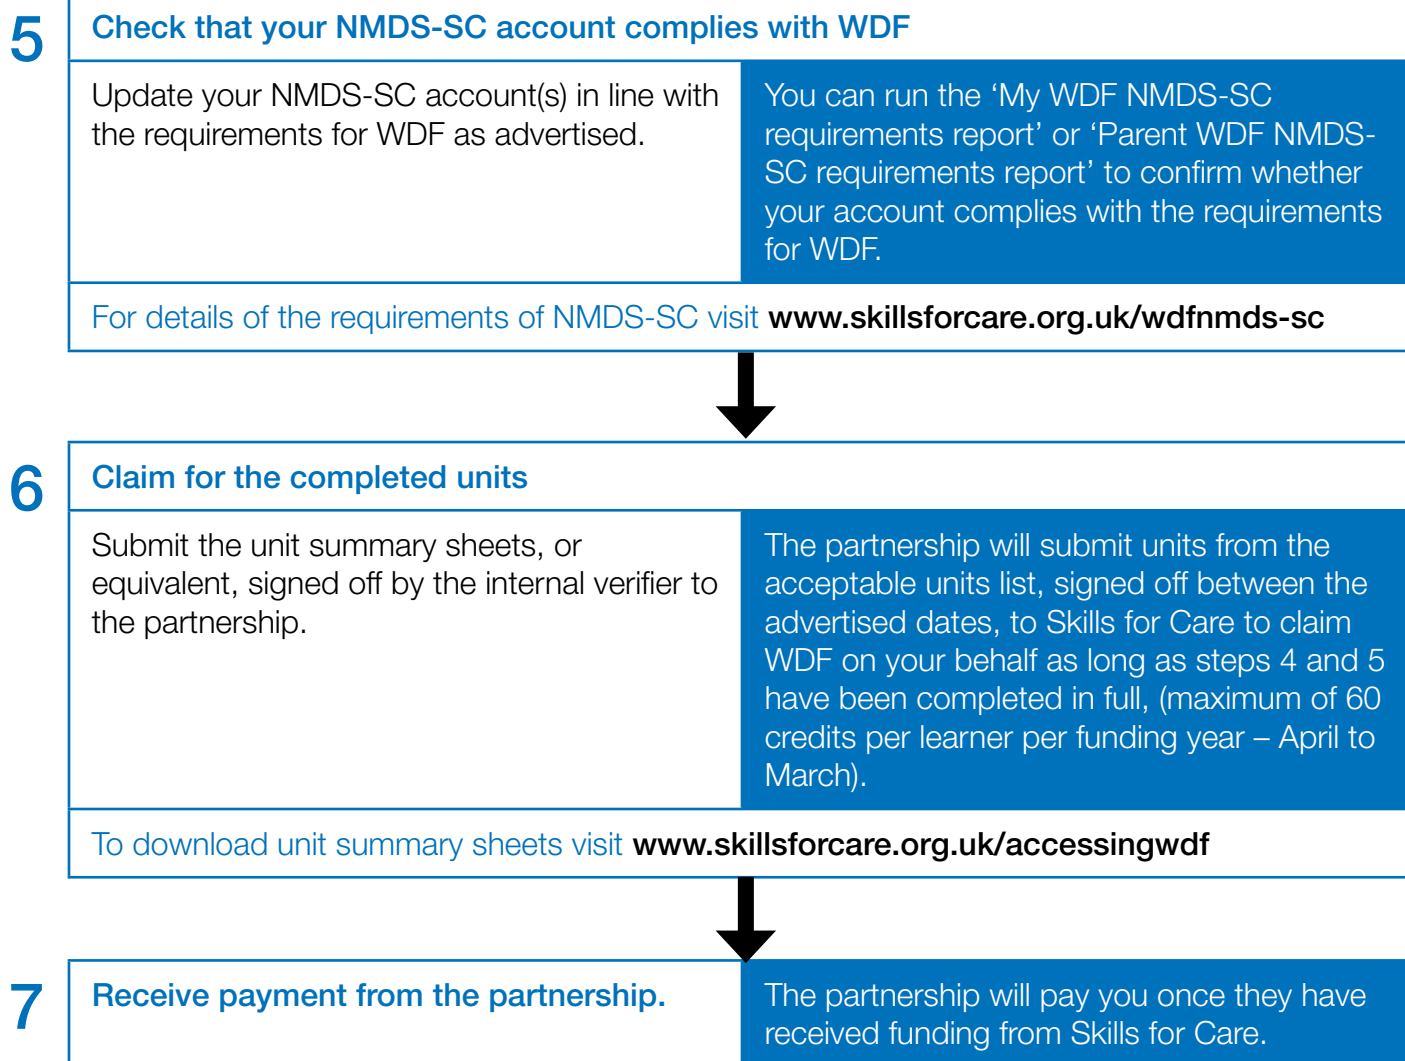 5
Check that your NMDS-SC account complies with WDF
Update your NMDS-SC account(s) in line with
the requirements for WDF as advertised.
You can run the ‘My WDF NMDS-SC
requirements report’ or ‘Parent WDF NMDS-
SC requirements report’ to confirm whether
your account complies with the requirements
for WDF.
For details of the requirements of NMDS-SC visit www.skillsforcare.org.uk/wdfnmds-sc
6
Claim for the completed units
Submit the unit summary sheets, or
equivalent, signed off by the internal verifier to
the partnership.
The partnership will submit units from the
acceptable units list, signed off between the
advertised dates, to Skills for Care to claim
WDF on your behalf as long as steps 4 and 5
have been completed in full, (maximum of 60
credits per learner per funding year – April to
March).
To download unit summary sheets visit www.skillsforcare.org.uk/accessingwdf
7
Receive payment from the partnership.
The partnership will pay you once they have
received funding from Skills for Care.